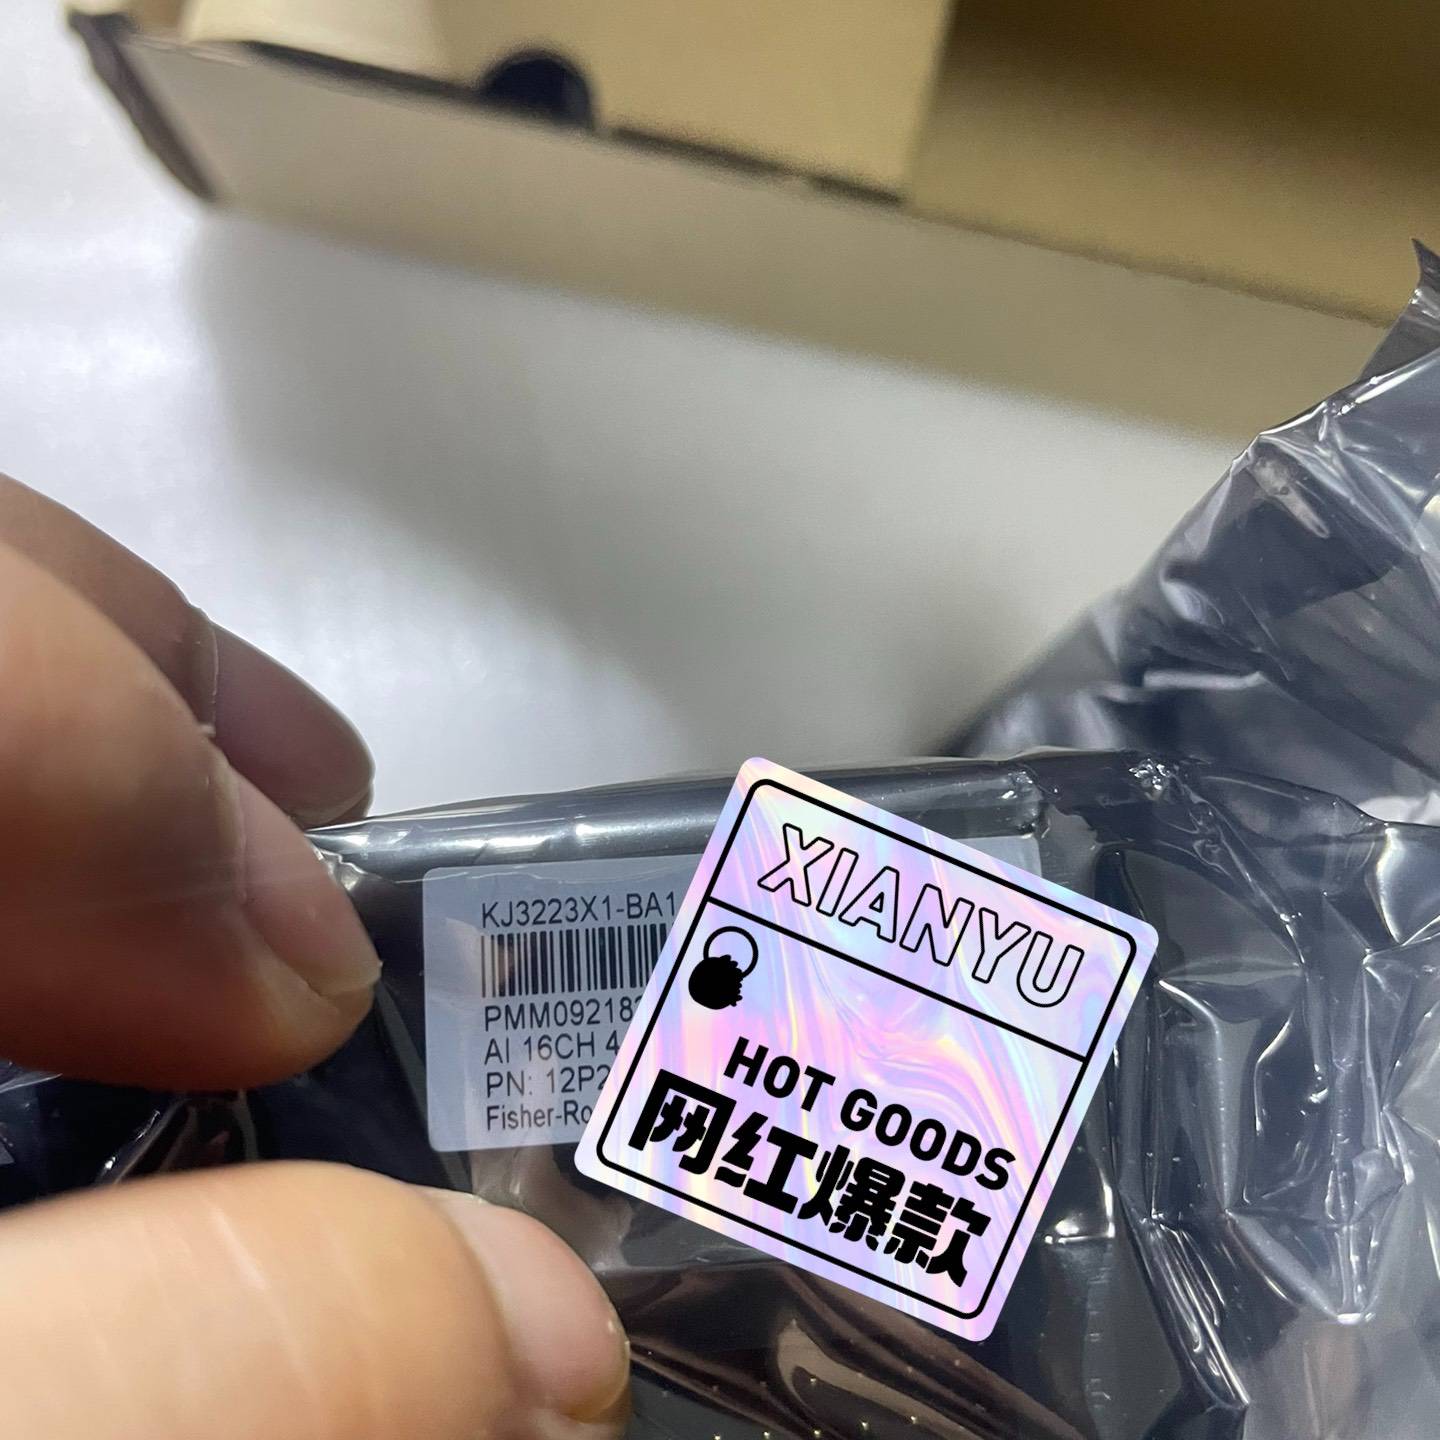 KJ3223X1-BA1
PMM09218
AI 16CH 4
PN: 12P2
Fisher-Ro
XIANYU
HOT GOODS
网红爆款